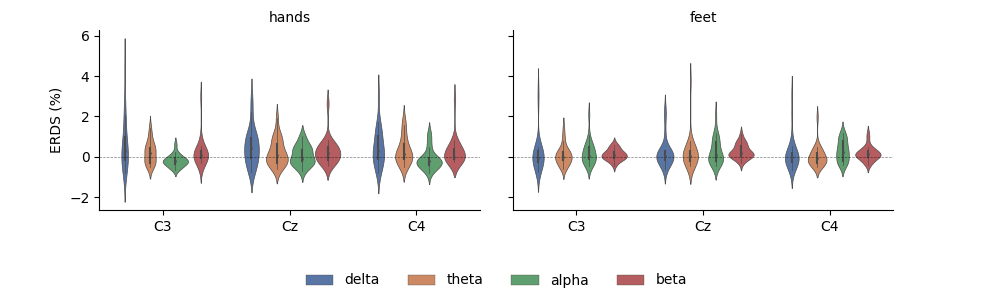 hands
feet
ERDS (%)
6
4
2
0
−2
C3 Cz C4
C3 Cz C4
delta theta alpha beta